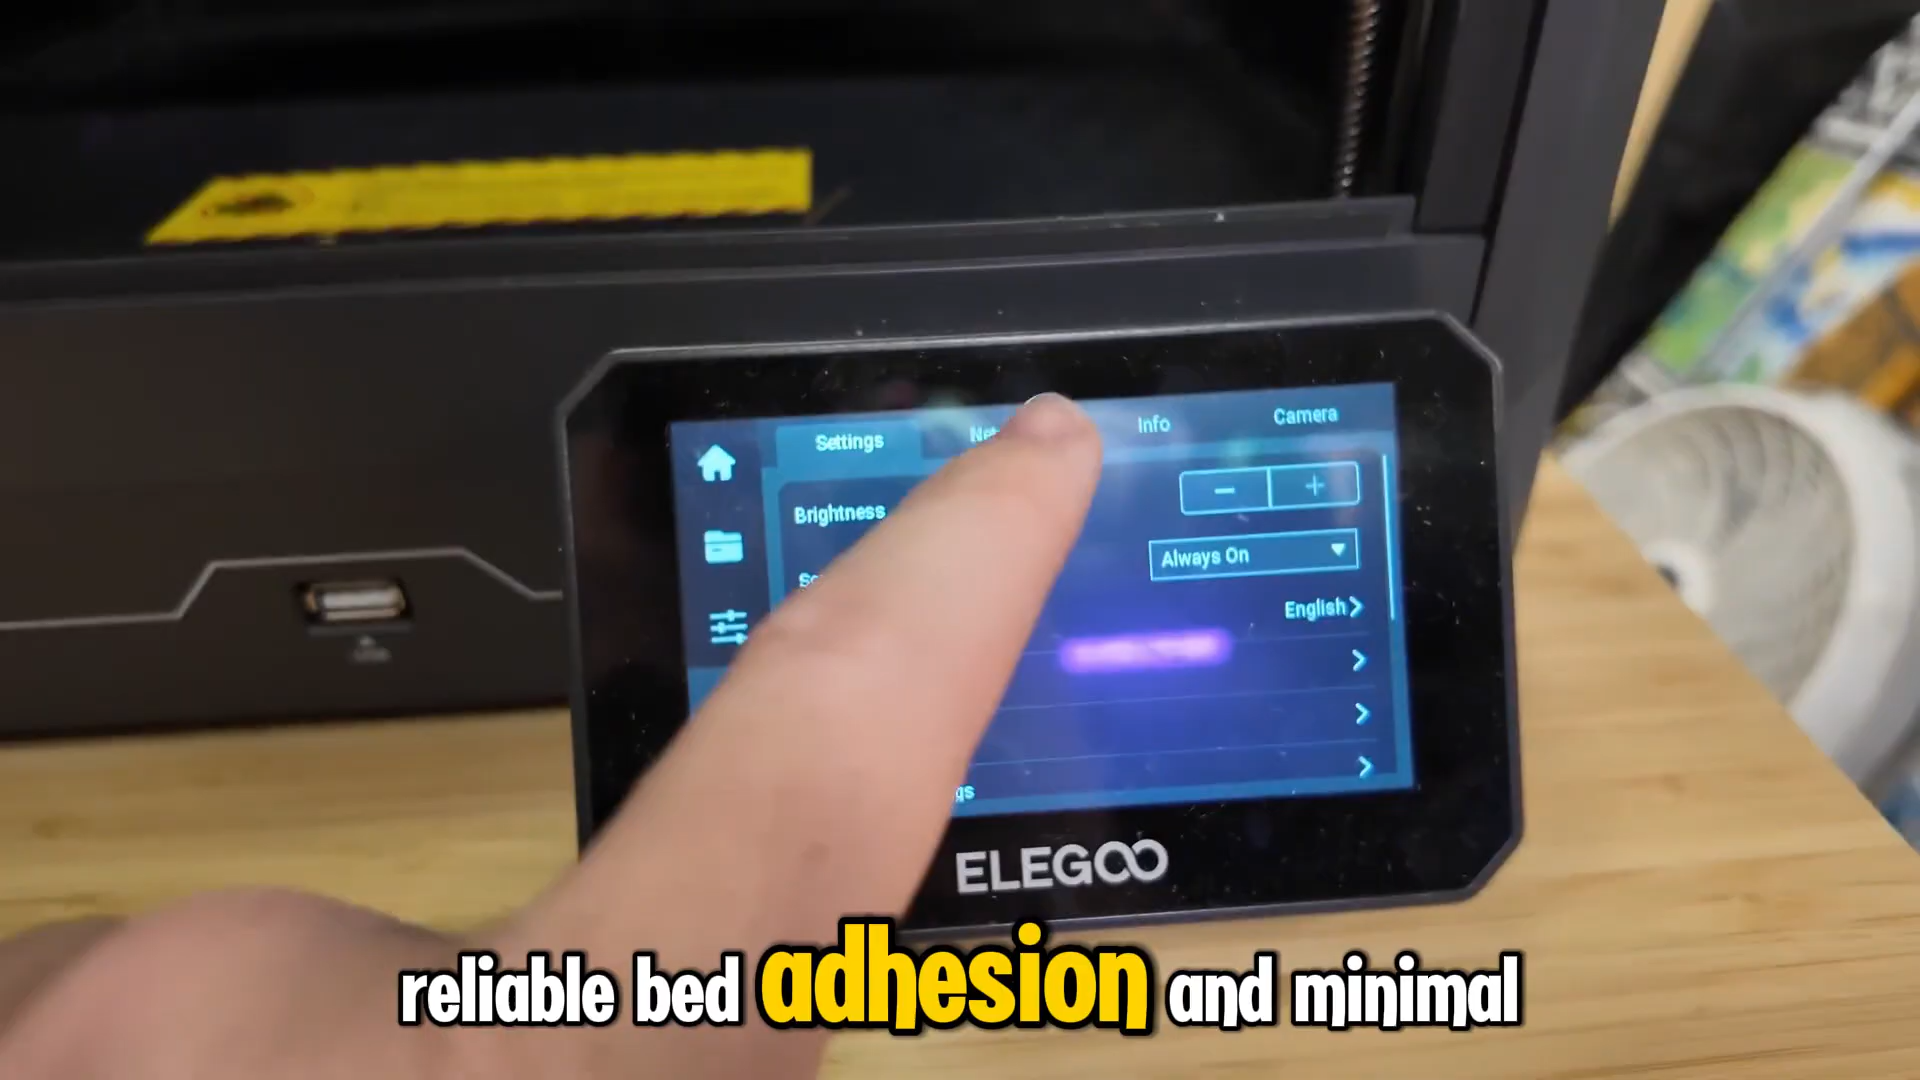 Settings
Info
Camera
Brightness
Always On
English
ELEGOO
reliable bed adhesion and minimal